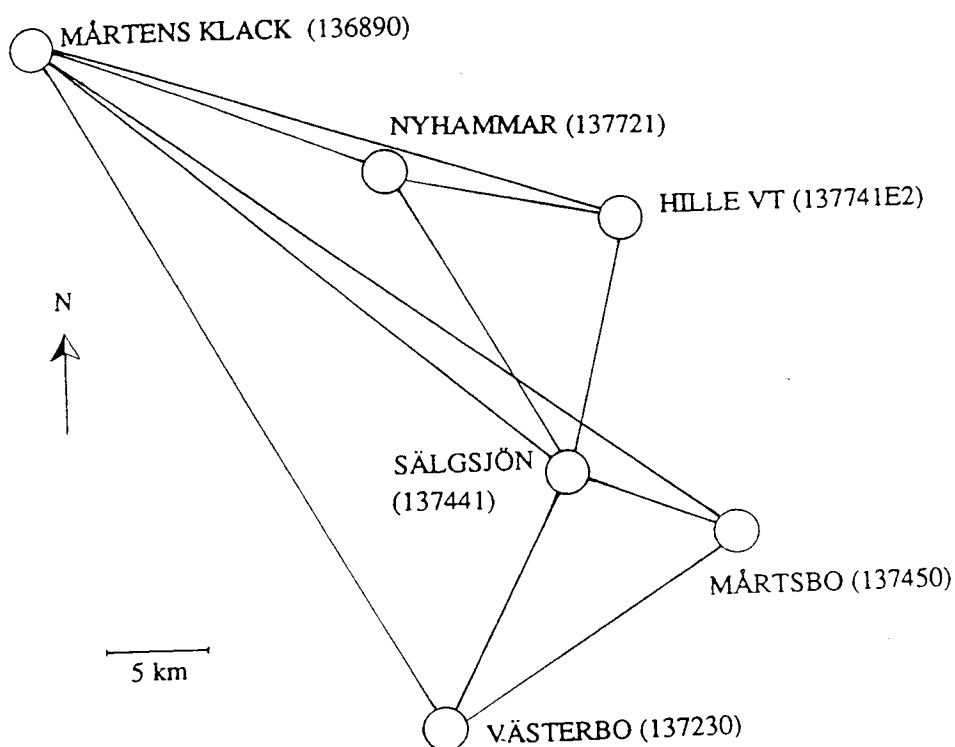 MÅRTENS KLACK (136890)
NYHAMMAR (137721)
HILLE VT (137741E2)
N
SÄLGSJÖN
(137441)
MÅRTSBO (137450)
5 km
VÄSTERBO (137230)